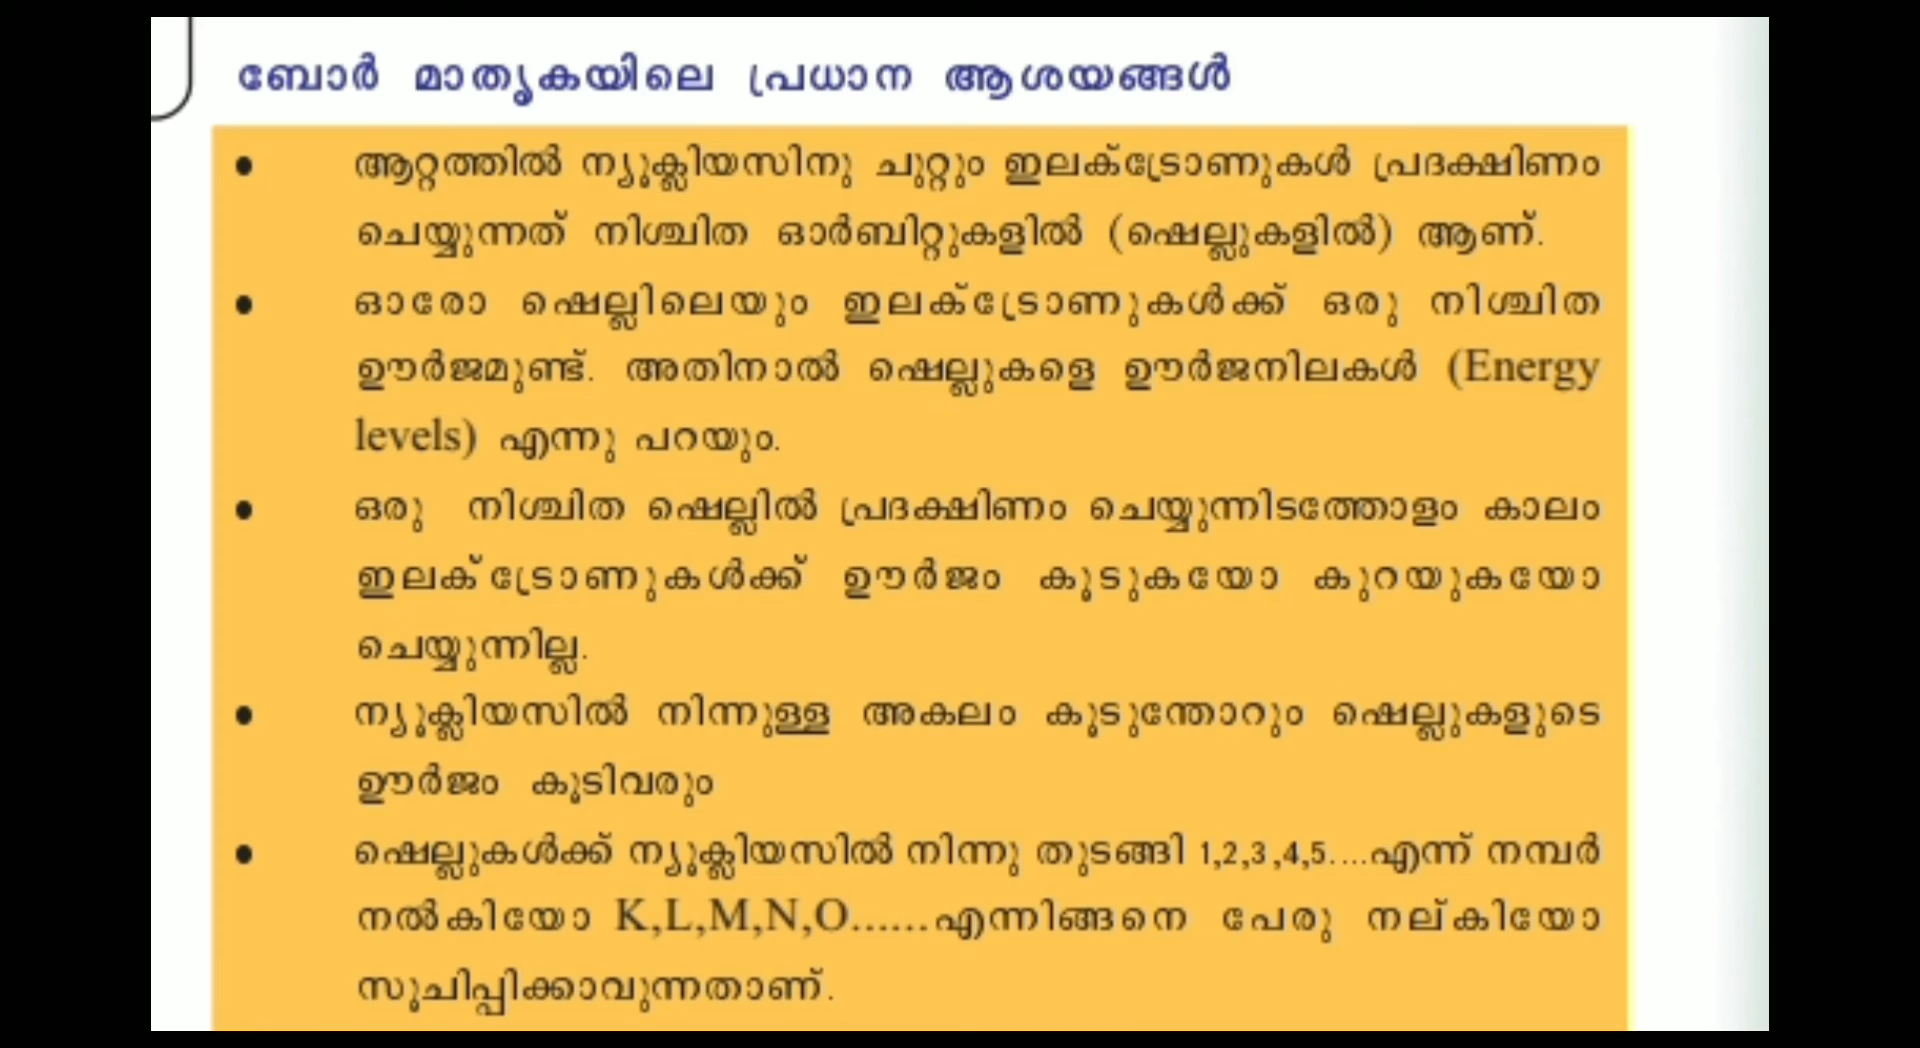 ബോർ മാതൃകയിലെ പ്രധാന ആശയങ്ങൾ
• ആറ്റത്തിൽ ന്യൂക്ലിയസിനു ചുറ്റും ഇലക്ട്രോണുകൾ പ്രദക്ഷിണം
ചെയ്യുന്നത് നിശ്ചിത ഓർബിറ്റുകളിൽ (ഷെല്ലുകളിൽ) ആണ്.
• ഓരോ ഷെല്ലിലെയും ഇലക്ട്രോണുകൾക്ക് ഒരു നിശ്ചിത
ഊർജമുണ്ട്. അതിനാൽ ഷെല്ലുകളെ ഊർജനിലകൾ (Energy
levels) എന്നു പറയും.
• ഒരു നിശ്ചിത ഷെല്ലിൽ പ്രദക്ഷിണം ചെയ്യുന്നിടത്തോളം കാലം
ഇലക്ട്രോണുകൾക്ക് ഊർജം കൂടുകയോ കുറയുകയോ
ചെയ്യുന്നില്ല.
• ന്യൂക്ലിയസിൽ നിന്നുള്ള അകലം കൂടുന്തോറും ഷെല്ലുകളുടെ
ഊർജം കൂടിവരും
• ഷെല്ലുകൾക്ക് ന്യൂക്ലിയസിൽ നിന്നു തുടങ്ങി 1,2,3,4,5....എന്ന് നമ്പർ
നൽകിയോ K,L,M,N,O......എന്നിങ്ങനെ പേരു നല്കിയോ
സൂചിപ്പിക്കാവുന്നതാണ്.